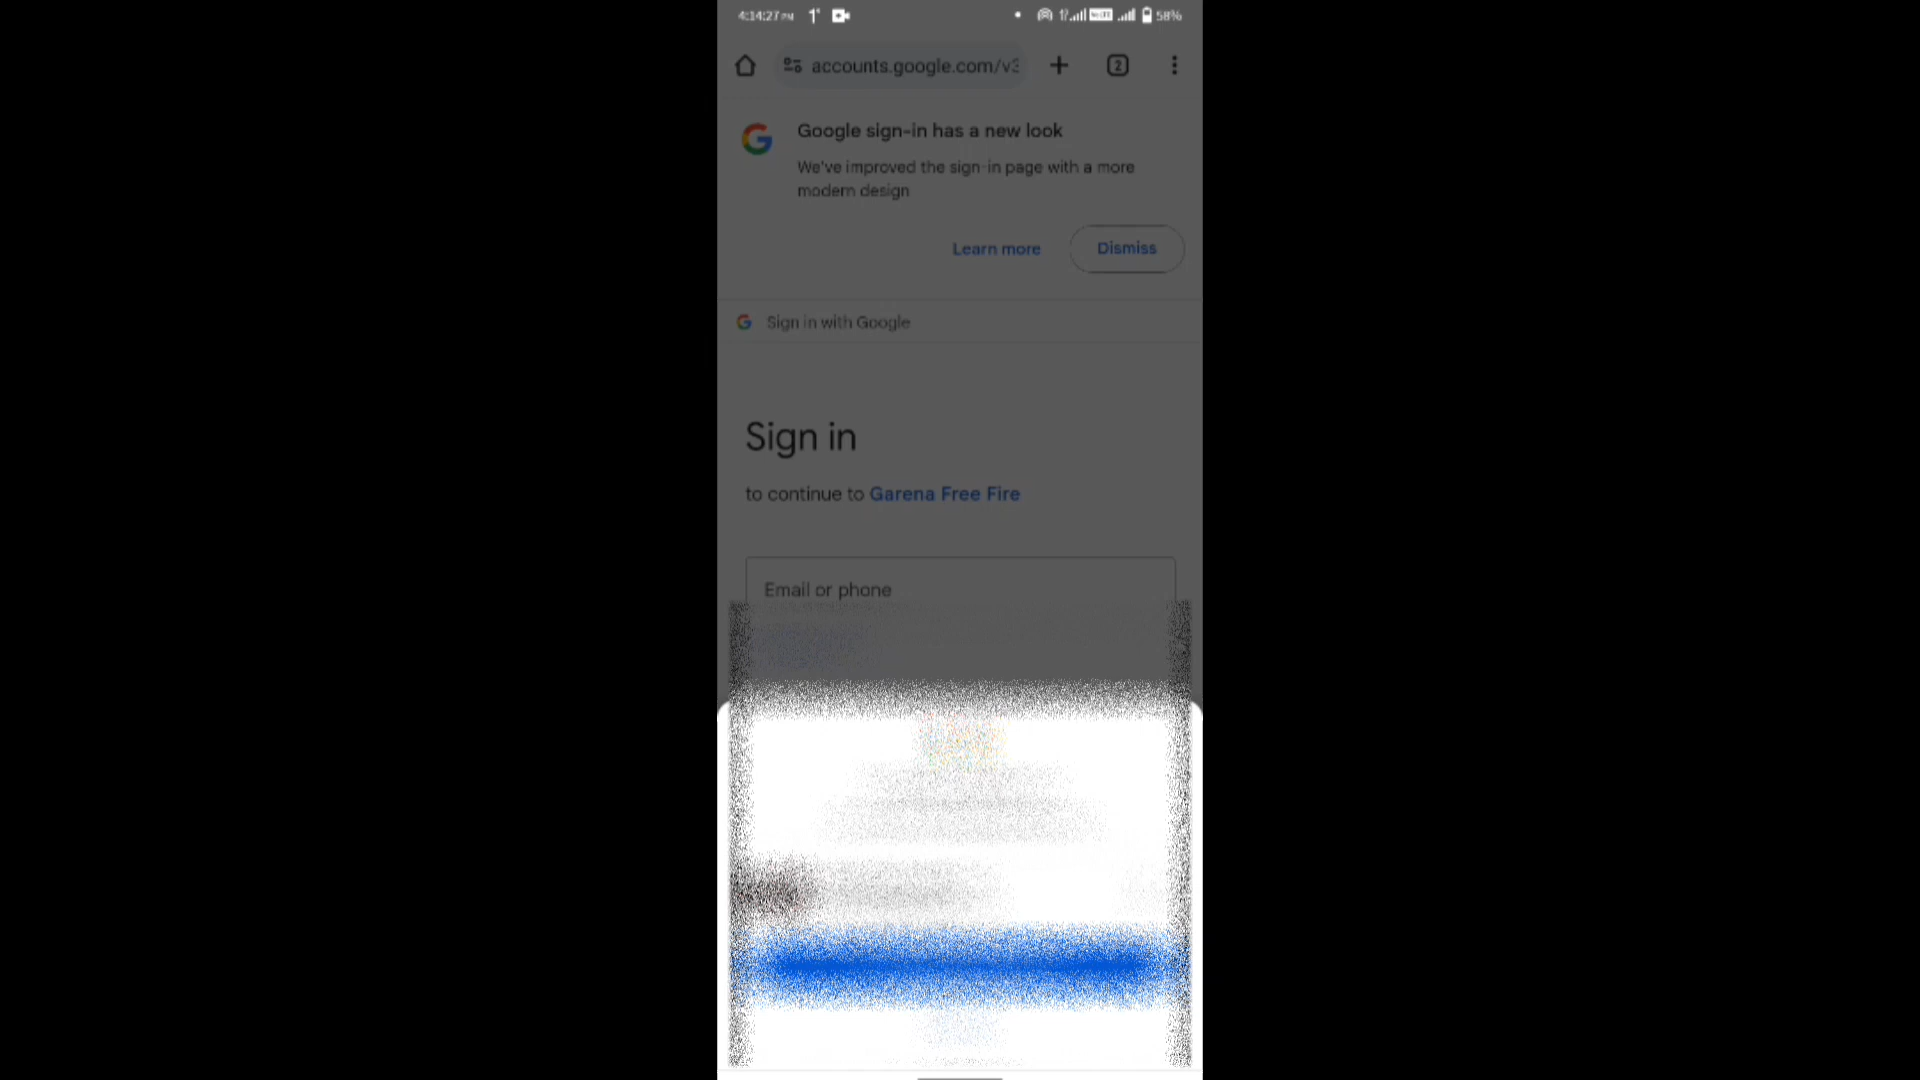 4:14:27 PM 58%
accounts.google.com/v3 2
Google sign-in has a new look
We've improved the sign-in page with a more
modern design
Learn more Dismiss
Sign in with Google
Sign in
to continue to Garena Free Fire
Email or phone